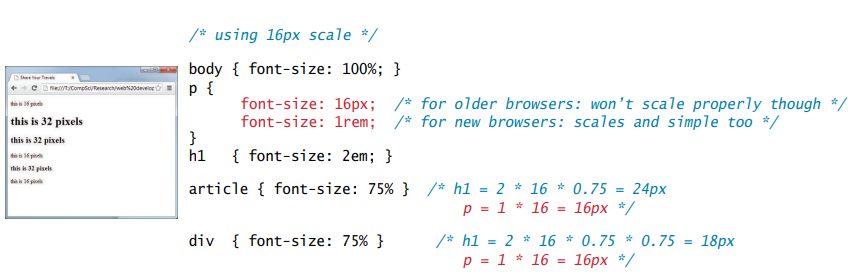 /* using 16px scale */
body { font-size: 100%; }
p {
font-size: 16px; /* for older browsers: won’t scale properly though */
font-size: 1rem; /* for new browsers: scales and simple too */
}
h1 { font-size: 2em; }
article { font-size: 75% } /* h1 = 2 * 16 * 0.75 = 24px
p = 1 * 16 = 16px */
div { font-size: 75% } /* h1 = 2 * 16 * 0.75 * 0.75 = 18px
p = 1 * 16 = 16px */
Share Your Travels
file:///T:/CompSci/Research/web%20develop
this is 16 pixels
this is 32 pixels
this is 32 pixels
this is 16 pixels
this is 32 pixels
this is 16 pixels